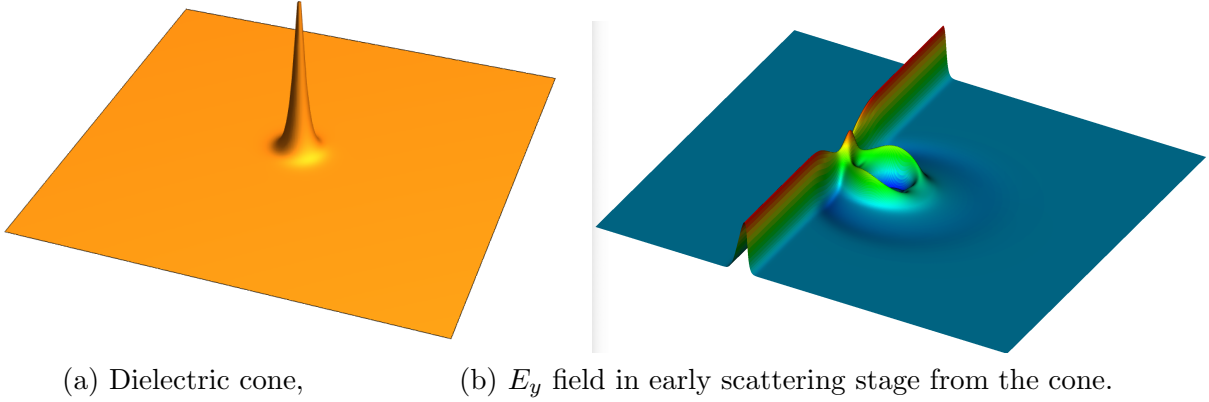 (a) Dielectric cone,
(b) E_y field in early scattering stage from the cone.